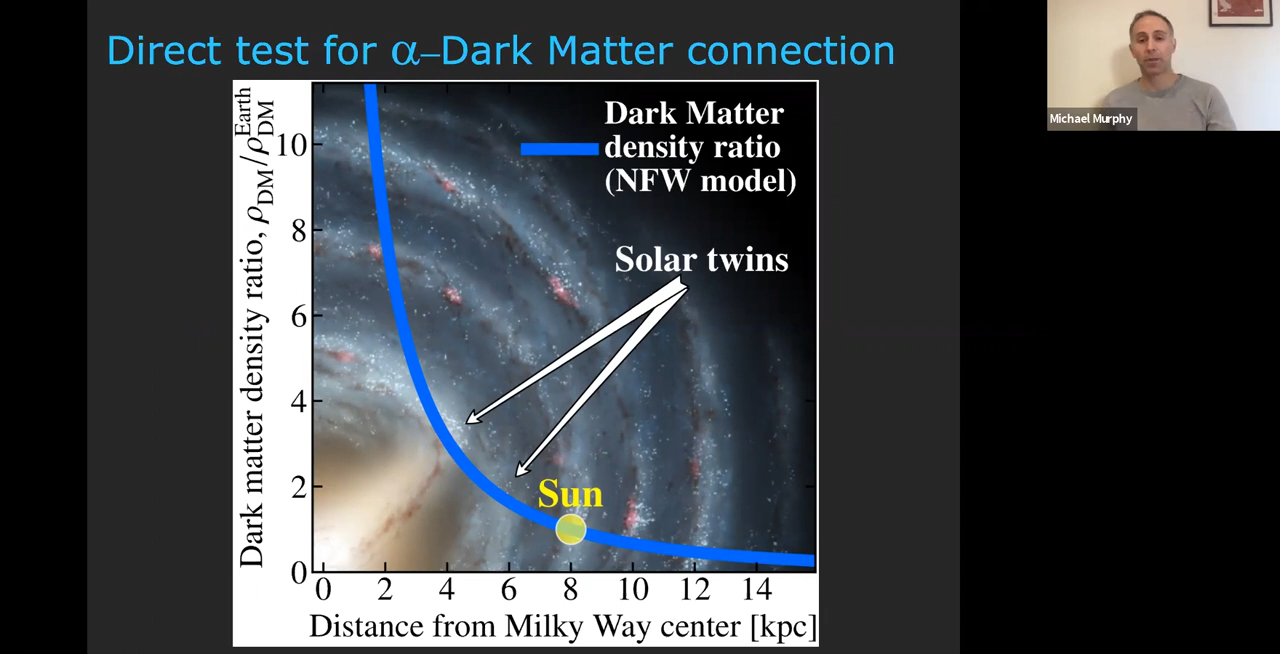 Direct test for α–Dark Matter connection
Michael Murphy
Dark matter density ratio, ρDM/ρDM^Earth
Dark Matter
density ratio
(NFW model)
Solar twins
Sun
10
8
6
4
2
0
0 2 4 6 8 10 12 14
Distance from Milky Way center [kpc]